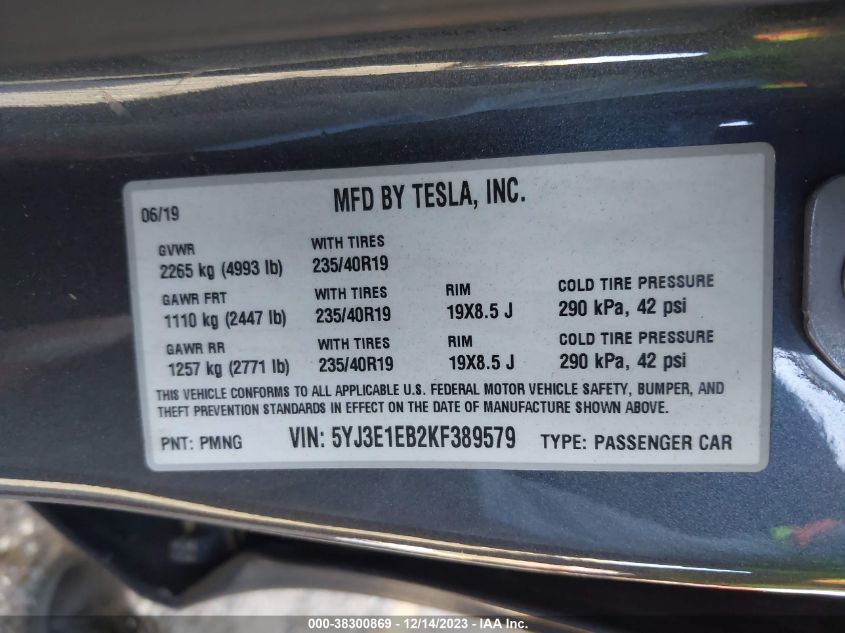 MFD BY TESLA, INC.
06/19
GVWR
2265 kg (4993 lb)
WITH TIRES
235/40R19
GAWR FRT
1110 kg (2447 lb)
WITH TIRES
235/40R19
RIM
19X8.5 J
COLD TIRE PRESSURE
290 kPa, 42 psi
GAWR RR
1257 kg (2771 lb)
WITH TIRES
235/40R19
RIM
19X8.5 J
COLD TIRE PRESSURE
290 kPa, 42 psi
THIS VEHICLE CONFORMS TO ALL APPLICABLE U.S. FEDERAL MOTOR VEHICLE SAFETY, BUMPER, AND
THEFT PREVENTION STANDARDS IN EFFECT ON THE DATE OF MANUFACTURE SHOWN ABOVE.
PNT: PMNG VIN: 5YJ3E1EB2KF389579 TYPE: PASSENGER CAR
000-38300869 - 12/14/2023 - IAA, Inc.